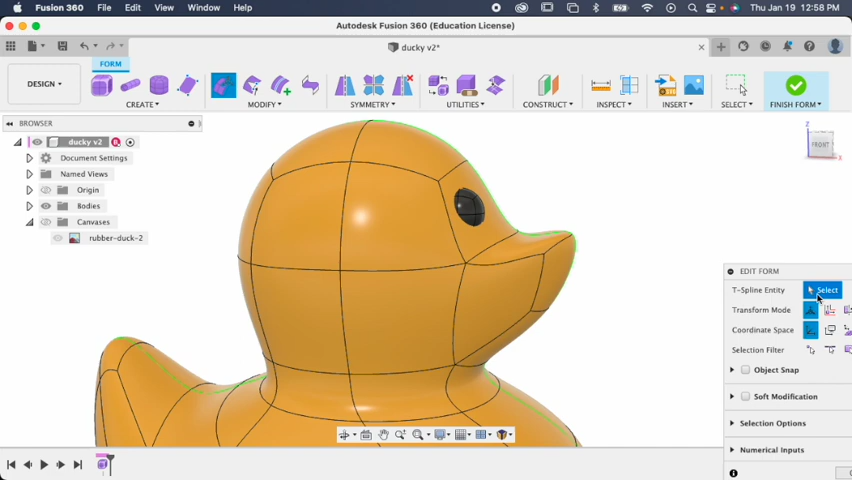 Fusion 360 File Edit View Window Help Thu Jan 19 12:58 PM
Autodesk Fusion 360 (Education License)
ducky v2*
FORM
DESIGN
CREATE MODIFY SYMMETRY UTILITIES CONSTRUCT INSPECT INSERT SELECT FINISH FORM
BROWSER
ducky v2
Document Settings
Named Views
Origin
Bodies
Canvases
rubber-duck-2
Z
FRONT
X
EDIT FORM
T-Spline Entity Select
Transform Mode
Coordinate Space
Selection Filter
Object Snap
Soft Modification
Selection Options
Numerical Inputs